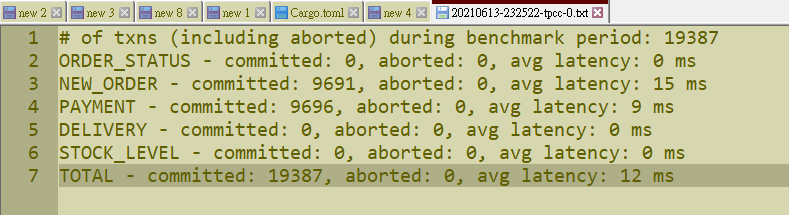 new 2 new 3 new 8 new 1 Cargo.toml new 4 20210613-232522-tpcc-0.txt
1 # of txns (including aborted) during benchmark period: 19387
2 ORDER_STATUS - committed: 0, aborted: 0, avg latency: 0 ms
3 NEW_ORDER - committed: 9691, aborted: 0, avg latency: 15 ms
4 PAYMENT - committed: 9696, aborted: 0, avg latency: 9 ms
5 DELIVERY - committed: 0, aborted: 0, avg latency: 0 ms
6 STOCK_LEVEL - committed: 0, aborted: 0, avg latency: 0 ms
7 TOTAL - committed: 19387, aborted: 0, avg latency: 12 ms